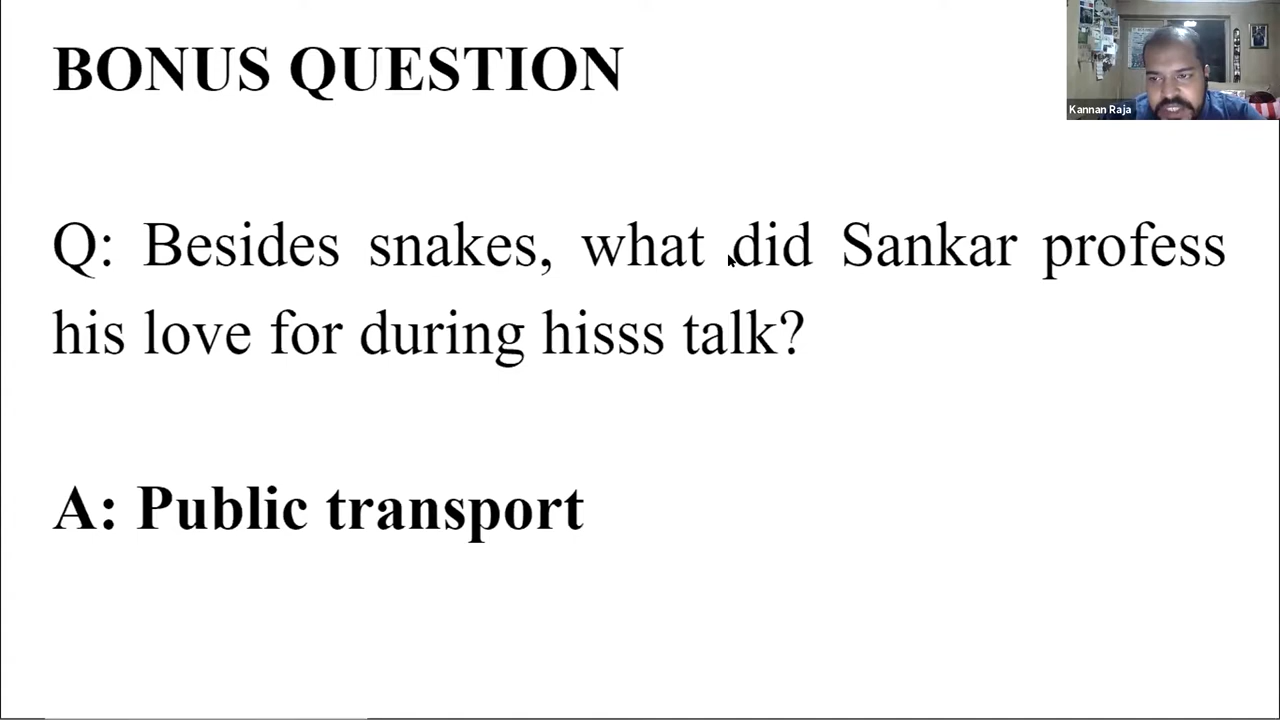 BONUS QUESTION
Kannan Raja
Q: Besides snakes, what did Sankar profess
his love for during hisss talk?
A: Public transport